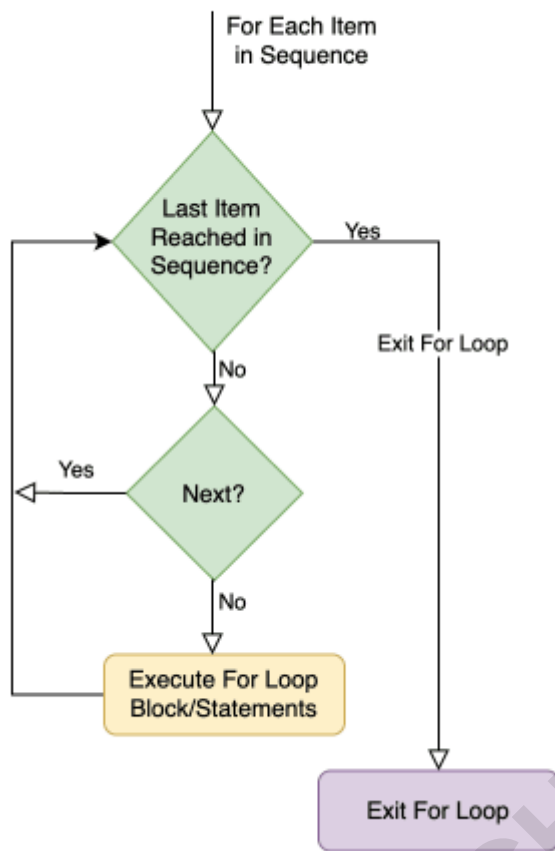 For Each Item
in Sequence
Last Item
Reached in
Sequence?
Yes
Exit For Loop
No
Next?
Yes
No
Execute For Loop
Block/Statements
Exit For Loop